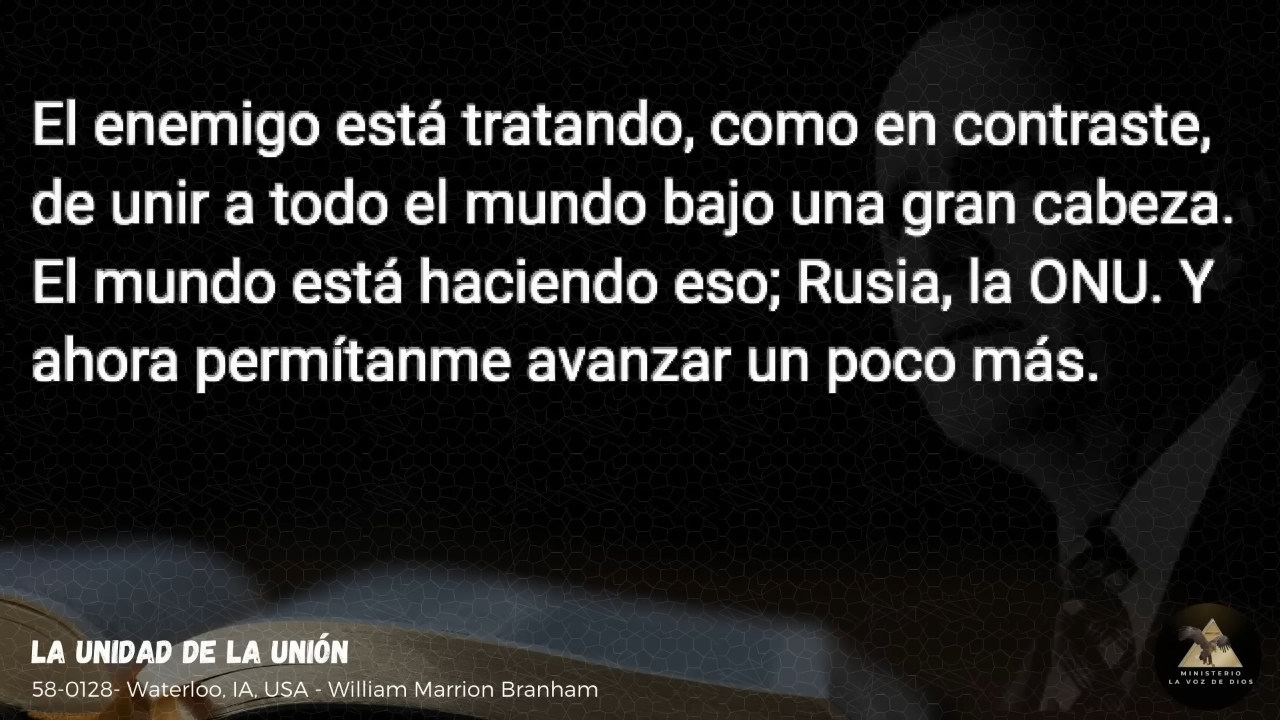 El enemigo está tratando, como en contraste,
de unir a todo el mundo bajo una gran cabeza.
El mundo está haciendo eso; Rusia, la ONU. Y
ahora permítanme avanzar un poco más.
LA UNIDAD DE LA UNIÓN
58-0128- Waterloo, IA, USA - William Marrion Branham
MINISTERIO
LA VOZ DE DIOS